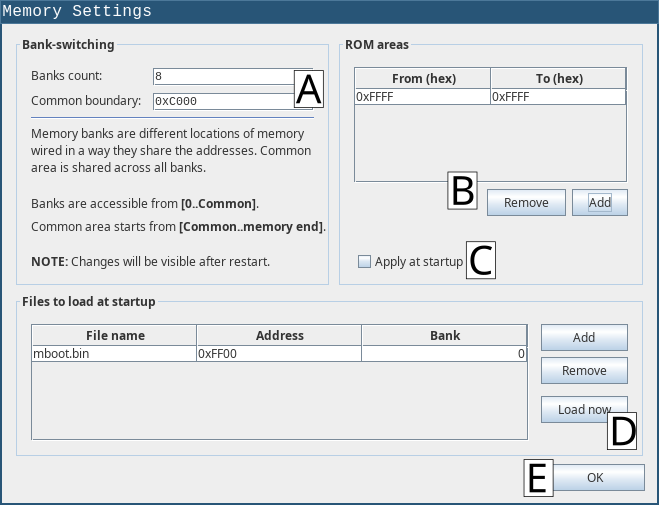 Memory Settings
Bank-switching
Banks count: 8
A
Common boundary: 0xC000
Memory banks are different locations of memory
wired in a way they share the addresses. Common
area is shared across all banks.
Banks are accessible from [0..Common].
Common area starts from [Common..memory end].
NOTE: Changes will be visible after restart.
ROM areas
From (hex) To (hex)
0xFFFF 0xFFFF
B
Remove Add
Apply at startup C
Files to load at startup
File name Address Bank
mboot.bin 0xFF00 0
Add
Remove
Load now
D
E OK